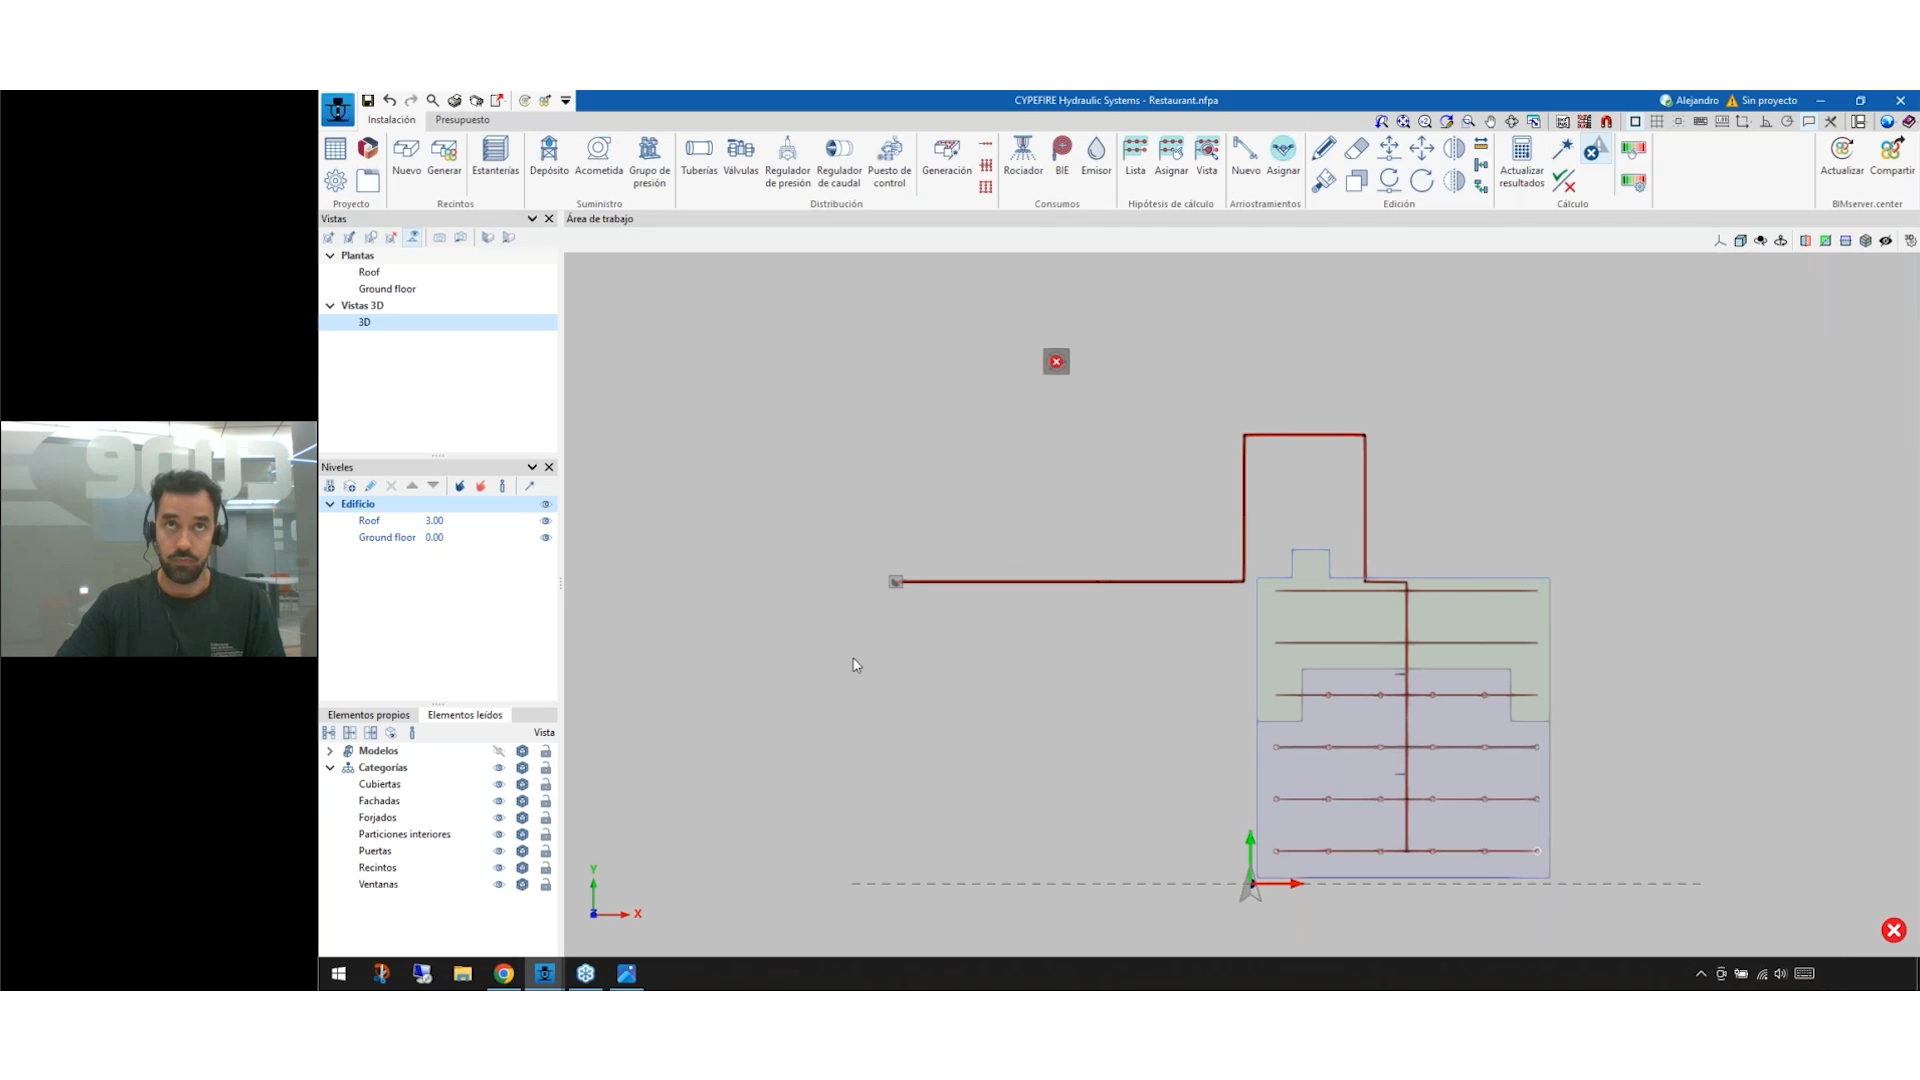 CYPEFIRE Hydraulic Systems - Restaurant.nfpa
Alejandro
Sin proyecto
Instalación
Presupuesto
Nuevo
Generar
Estanterías
Depósito
Acometida
Grupo de presión
Tuberías
Válvulas
Regulador de presión
Regulador de caudal
Puesto de control
Generación
Rociador
BIE
Emisor
Lista
Asignar
Vista
Nuevo
Asignar
Actualizar resultados
Actualizar
Compartir
Proyecto
Recintos
Suministro
Distribución
Consumos
Hipótesis de cálculo
Arriostramientos
Edición
Cálculo
BIMserver.center
Vistas
Área de trabajo
Plantas
Roof
Ground floor
Vistas 3D
3D
Niveles
Edificio
Roof 3.00
Ground floor 0.00
Elementos propios
Elementos leídos
Vista
Modelos
Categorías
Cubiertas
Fachadas
Forjados
Particiones interiores
Puertas
Recintos
Ventanas
Y
X